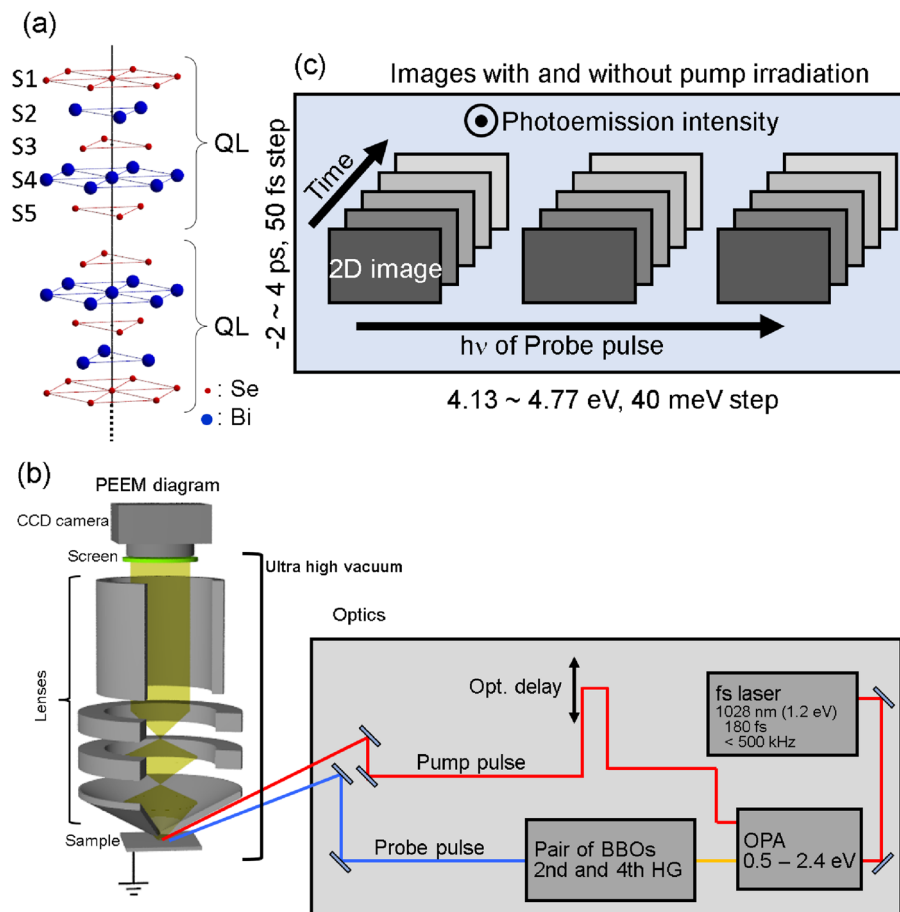 (a)
S1
S2
S3
S4
S5
QL
QL
: Se
: Bi
(c)
Images with and without pump irradiation
Photoemission intensity
Time
-2 ~ 4 ps, 50 fs step
2D image
hν of Probe pulse
4.13 ~ 4.77 eV, 40 meV step
(b)
PEEM diagram
CCD camera
Screen
Ultra high vacuum
Lenses
Sample
Optics
Opt. delay
fs laser
1028 nm (1.2 eV)
180 fs
< 500 kHz
Pump pulse
Probe pulse
Pair of BBOs
2nd and 4th HG
OPA
0.5 – 2.4 eV